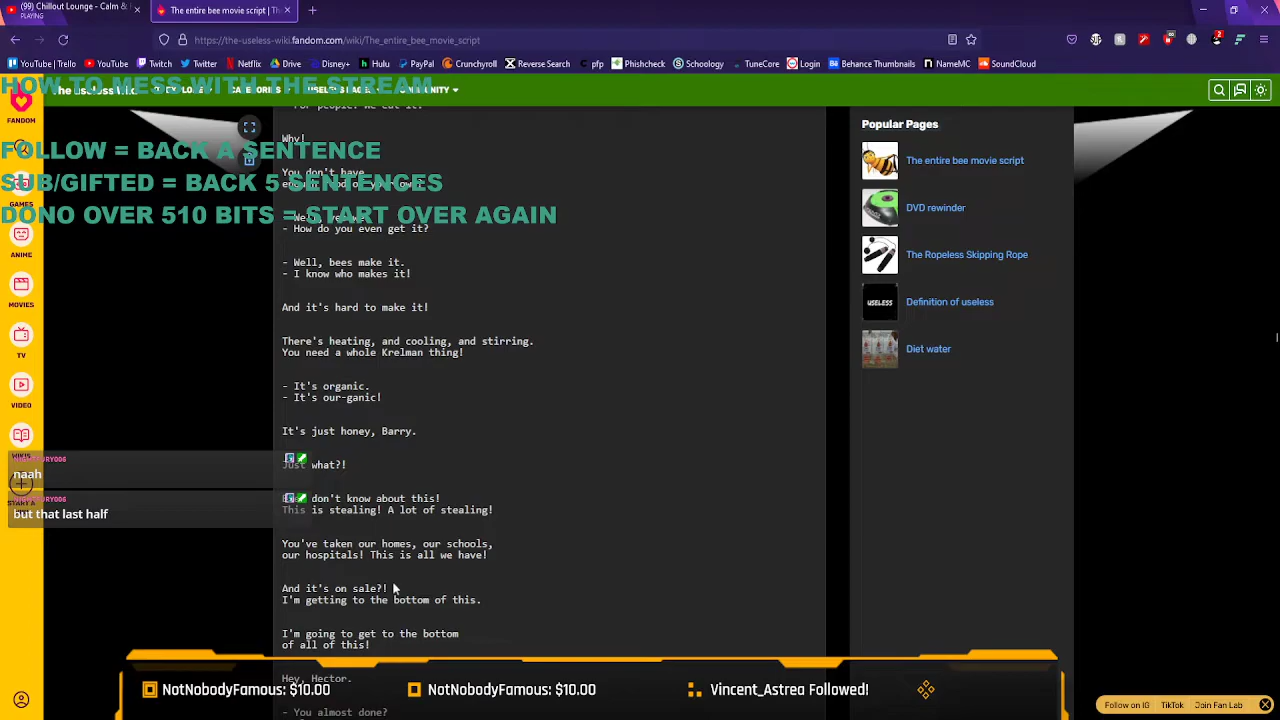 (99) Chillout Lounge - Calm &
PLAYING
The entire bee movie script | Th
https://the-useless-wiki.fandom.com/wiki/The_entire_bee_movie_script
YouTube | Trello
YouTube
Twitch
Twitter
Netflix
Drive
Disney+
Hulu
PayPal
Crunchyroll
Reverse Search
pfp
Phishcheck
Schoology
TuneCore
Login
Behance Thumbnails
NameMC
SoundCloud
HOW TO MESS WITH THE STREAM
FOLLOW = BACK A SENTENCE
SUB/GIFTED = BACK 5 SENTENCES
DONO OVER 510 BITS = START OVER AGAIN
FANDOM
GAMES
ANIME
MOVIES
TV
VIDEO
WIKIS
START A
- For people. We eat it!
Why!
You don't have
- How do you even get it?
- Well, bees make it.
- I know who makes it!
And it's hard to make it!
There's heating, and cooling, and stirring.
You need a whole Krelman thing!
- It's organic.
- It's our-ganic!
It's just honey, Barry.
Just what?!
don't know about this!
This is stealing! A lot of stealing!
You've taken our homes, our schools,
our hospitals! This is all we have!
And it's on sale?!
I'm getting to the bottom of this.
I'm going to get to the bottom
of all of this!
Hey, Hector.
- You almost done?
naah
but that last half
Popular Pages
The entire bee movie script
DVD rewinder
The Ropeless Skipping Rope
USELESS
Definition of useless
Diet water
NotNobodyFamous: $10.00
NotNobodyFamous: $10.00
Vincent_Astrea Followed!
Follow on IG
TikTok
Join Fan Lab